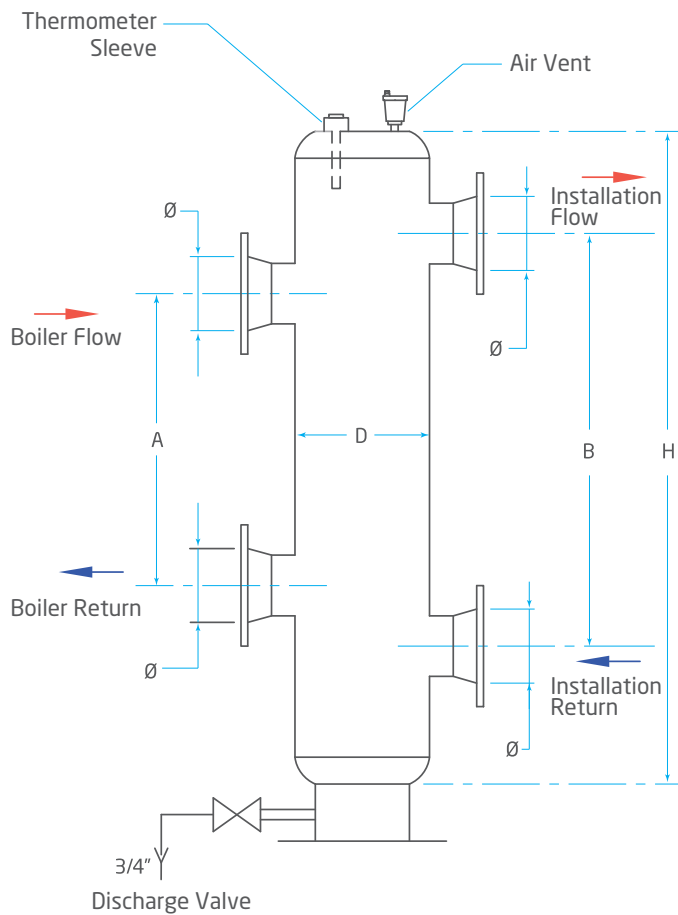 Thermometer
Sleeve
Air Vent
Installation
Flow
Ø
Boiler Flow
Ø
A
D
B
H
Boiler Return
Ø
Installation
Return
Ø
3/4"
Discharge Valve